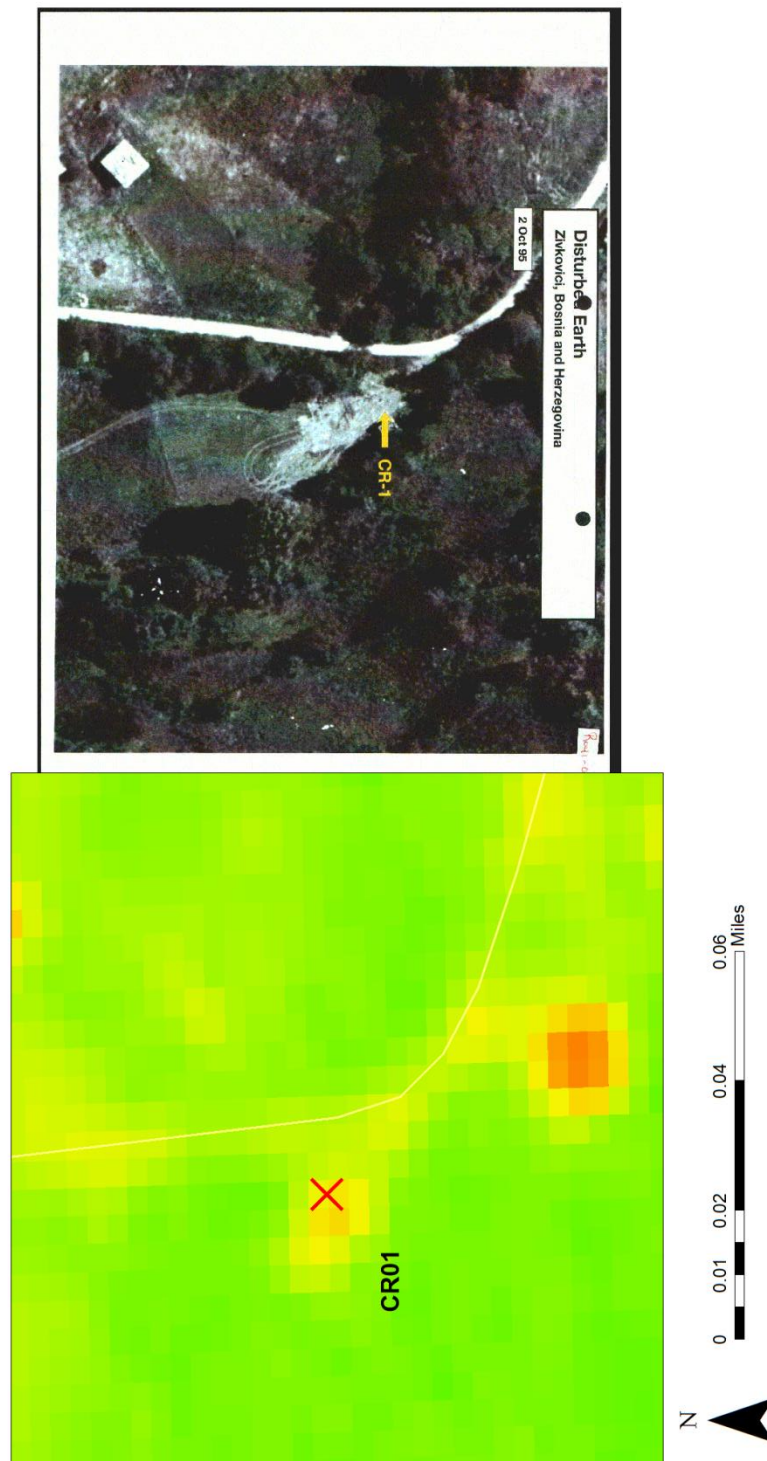 Disturbed Earth
Zivkovici, Bosnia and Herzegovina
2 Oct 95
CR-1
CR01
0 0.01 0.02 0.04 0.06
Miles
N